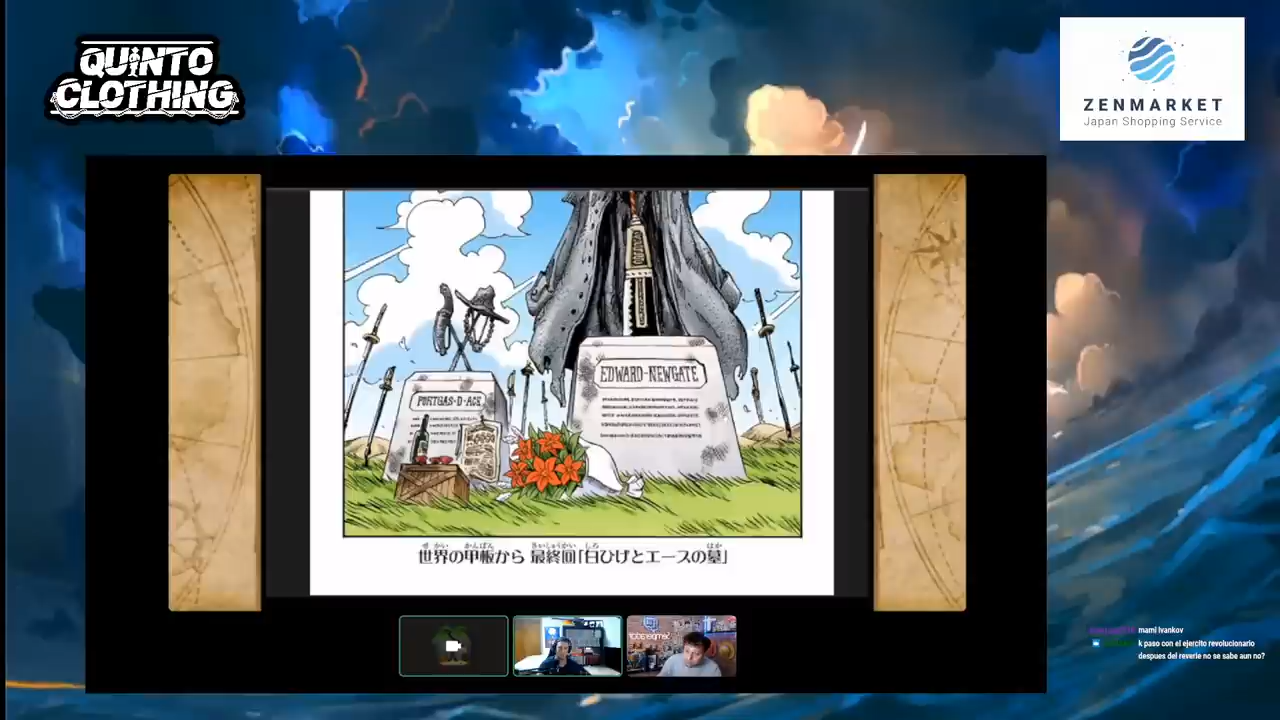 QUINTO
CLOTHING
ZENMARKET
Japan Shopping Service
PORTGAS·D·ACE
EDWARD·NEWGATE
世界の甲板から 最終回「白ひげとエースの墓」
mami Ivankov
k paso con el ejercito revolucionario
despues del reverie no se sabe aun no?